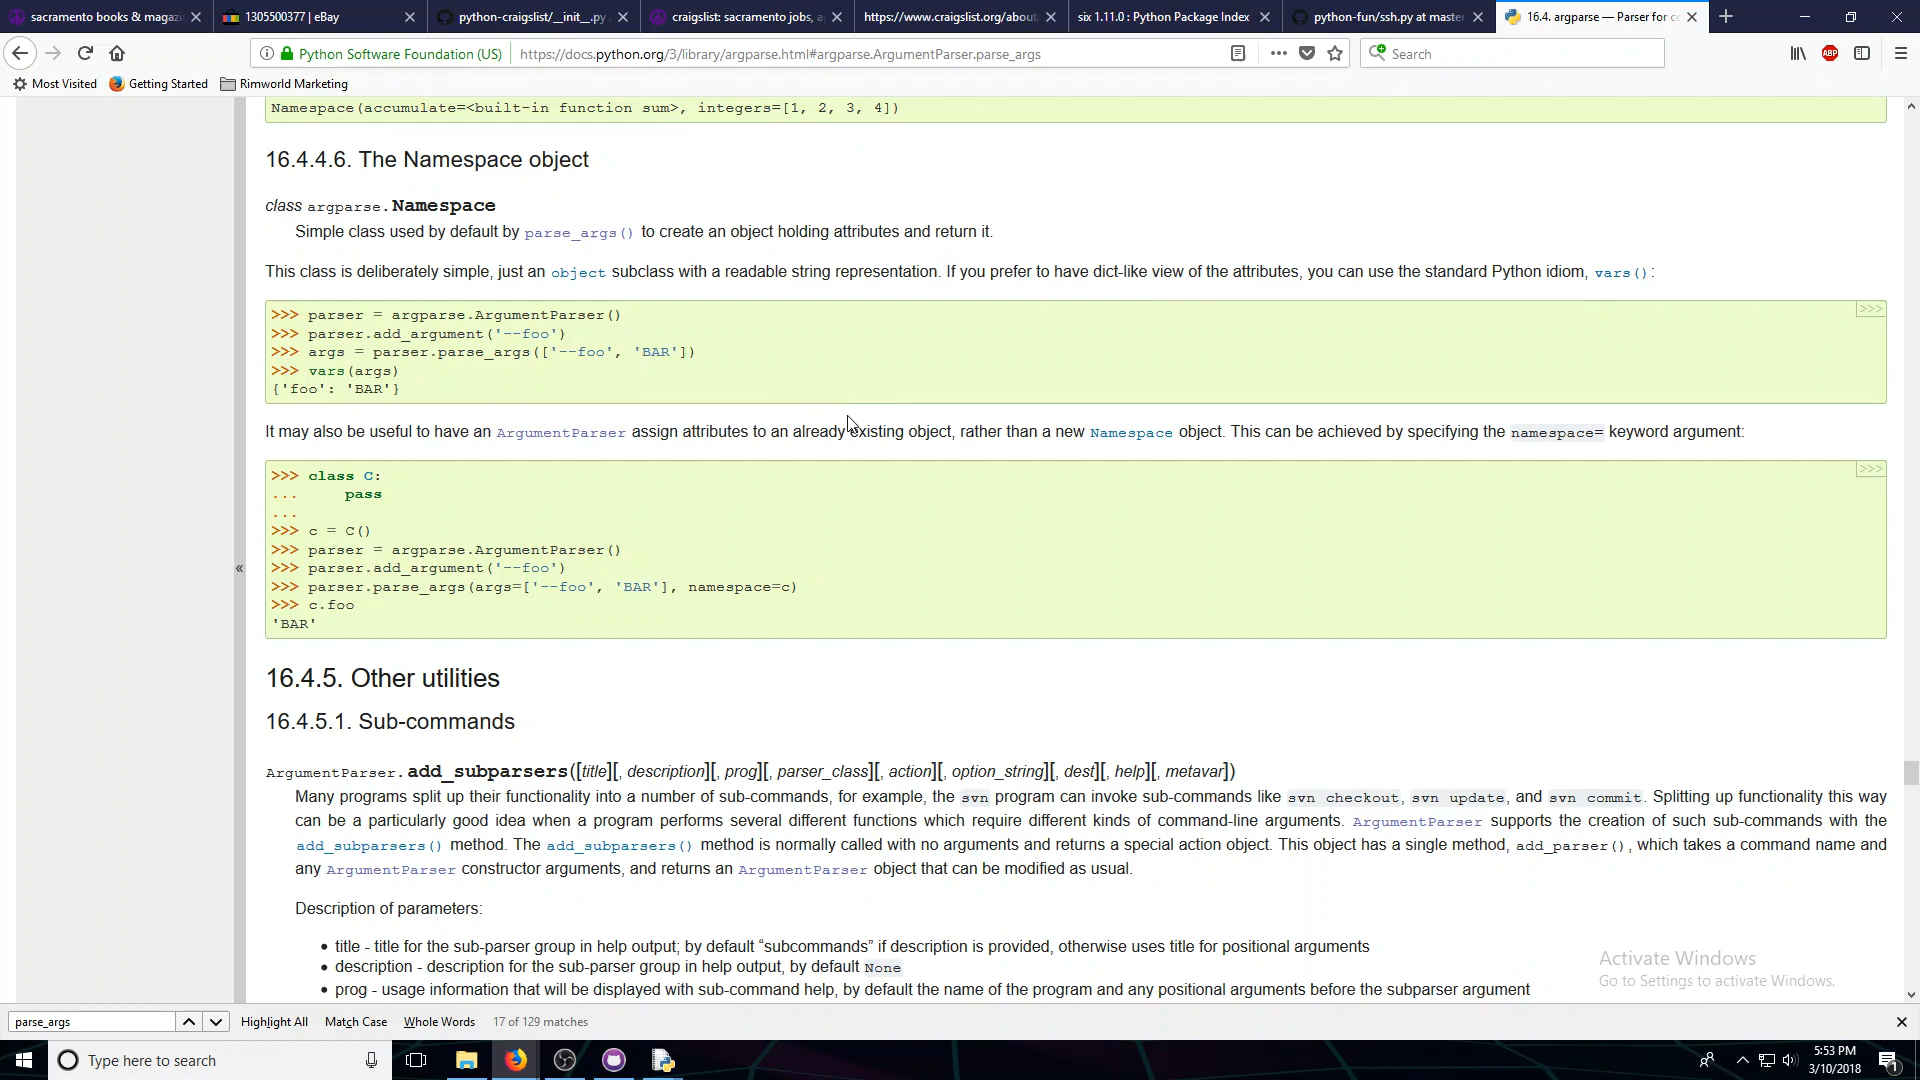 sacramento books & magazi
1305500377 | eBay
python-craigslist/__init__.py
craigslist: sacramento jobs, a
https://www.craigslist.org/about
six 1.11.0 : Python Package Index
python-fun/ssh.py at master
16.4. argparse — Parser for c
Python Software Foundation (US)
https://docs.python.org/3/library/argparse.html#argparse.ArgumentParser.parse_args
Search
ABP
Most Visited
Getting Started
Rimworld Marketing
Namespace(accumulate=<built-in function sum>, integers=[1, 2, 3, 4])
16.4.4.6. The Namespace object
class argparse.Namespace
Simple class used by default by parse_args() to create an object holding attributes and return it.
This class is deliberately simple, just an object subclass with a readable string representation. If you prefer to have dict-like view of the attributes, you can use the standard Python idiom, vars():
>>>
>>> parser = argparse.ArgumentParser()
>>> parser.add_argument('--foo')
>>> args = parser.parse_args(['--foo', 'BAR'])
>>> vars(args)
{'foo': 'BAR'}
It may also be useful to have an ArgumentParser assign attributes to an already existing object, rather than a new Namespace object. This can be achieved by specifying the namespace= keyword argument:
>>>
>>> class C:
...     pass
...
>>> c = C()
>>> parser = argparse.ArgumentParser()
>>> parser.add_argument('--foo')
>>> parser.parse_args(args=['--foo', 'BAR'], namespace=c)
>>> c.foo
'BAR'
«
16.4.5. Other utilities
16.4.5.1. Sub-commands
ArgumentParser.add_subparsers([title][, description][, prog][, parser_class][, action][, option_string][, dest][, help][, metavar])
Many programs split up their functionality into a number of sub-commands, for example, the svn program can invoke sub-commands like svn checkout, svn update, and svn commit. Splitting up functionality this way
can be a particularly good idea when a program performs several different functions which require different kinds of command-line arguments. ArgumentParser supports the creation of such sub-commands with the
add_subparsers() method. The add_subparsers() method is normally called with no arguments and returns a special action object. This object has a single method, add_parser(), which takes a command name and
any ArgumentParser constructor arguments, and returns an ArgumentParser object that can be modified as usual.
Description of parameters:
• title - title for the sub-parser group in help output; by default “subcommands” if description is provided, otherwise uses title for positional arguments
• description - description for the sub-parser group in help output, by default None
• prog - usage information that will be displayed with sub-command help, by default the name of the program and any positional arguments before the subparser argument
Activate Windows
Go to Settings to activate Windows.
parse_args
Highlight All
Match Case
Whole Words
17 of 129 matches
Type here to search
5:53 PM
3/10/2018
1